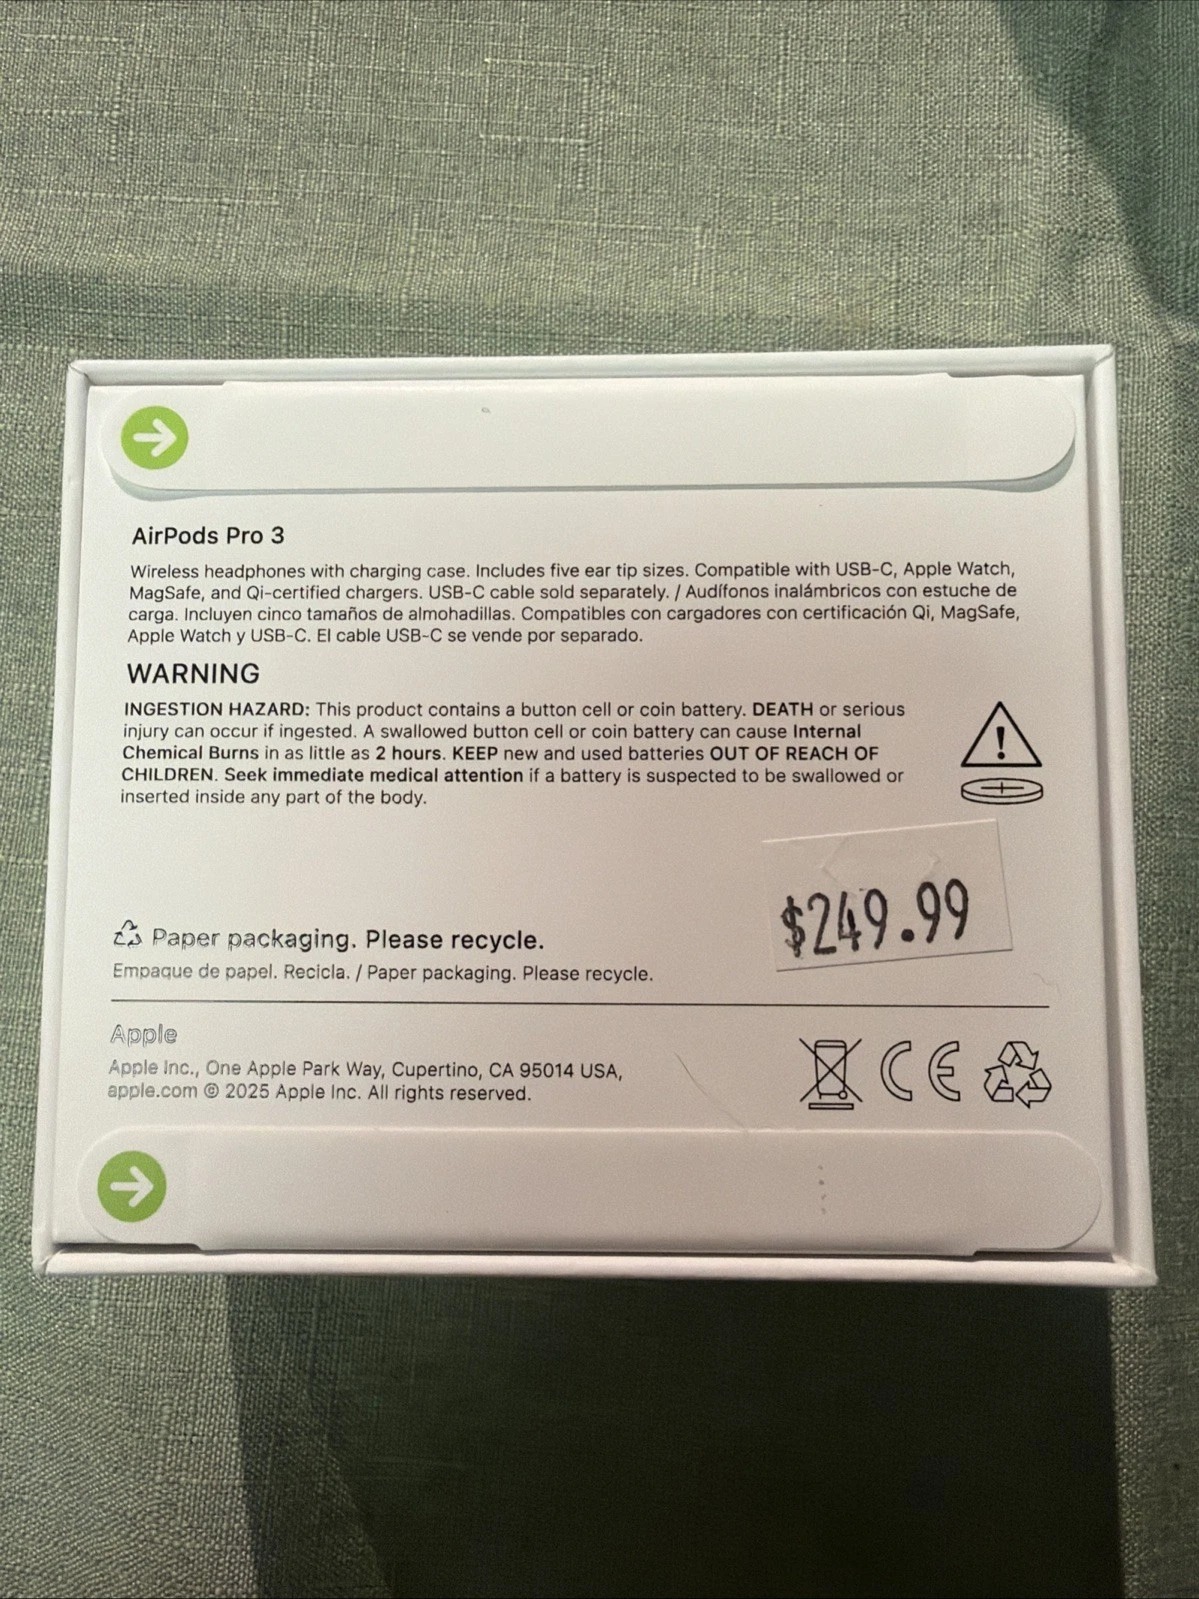 AirPods Pro 3
Wireless headphones with charging case. Includes five ear tip sizes. Compatible with USB-C, Apple Watch,
MagSafe, and Qi-certified chargers. USB-C cable sold separately. / Audífonos inalámbricos con estuche de
carga. Incluyen cinco tamaños de almohadillas. Compatibles con cargadores con certificación Qi, MagSafe,
Apple Watch y USB-C. El cable USB-C se vende por separado.
WARNING
INGESTION HAZARD: This product contains a button cell or coin battery. DEATH or serious
injury can occur if ingested. A swallowed button cell or coin battery can cause Internal
Chemical Burns in as little as 2 hours. KEEP new and used batteries OUT OF REACH OF
CHILDREN. Seek immediate medical attention if a battery is suspected to be swallowed or
inserted inside any part of the body.
$249.99
Paper packaging. Please recycle.
Empaque de papel. Recicla. / Paper packaging. Please recycle.
Apple
Apple Inc., One Apple Park Way, Cupertino, CA 95014 USA,
apple.com © 2025 Apple Inc. All rights reserved.
CE